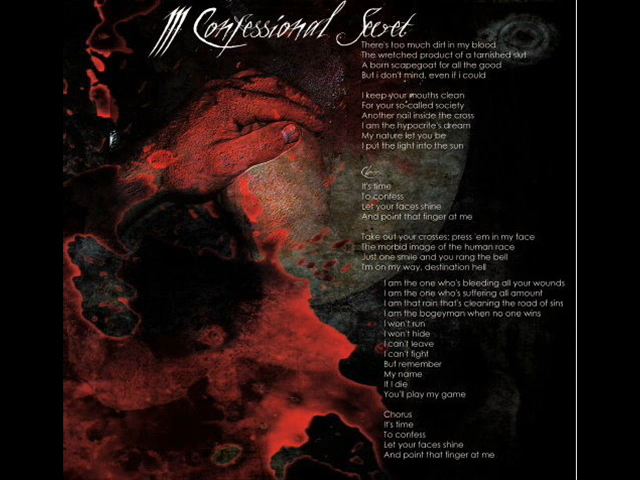 III Confessional Secret
There's too much dirt in my blood
The wretched product of a tarnished slut
A born scapegoat for all the good
But i don't mind, even if i could
I keep your mouths clean
For your so-called society
Another nail inside the cross
I am the hypocrite's dream
My nature let you be
I put the light into the sun
Chorus
It's time
To confess
Let your faces shine
And point that finger at me
Take out your crosses; press 'em in my face
The morbid image of the human race
Just one smile and you rang the bell
I'm on my way, destination hell
I am the one who's bleeding all your wounds
I am the one who's suffering all amount
I am that rain that's cleaning the road of sins
I am the bogeyman when no one wins
I won't run
I won't hide
I can't leave
I can't fight
But remember
My name
If I die
You'll play my game
Chorus
It's time
To confess
Let your faces shine
And point that finger at me